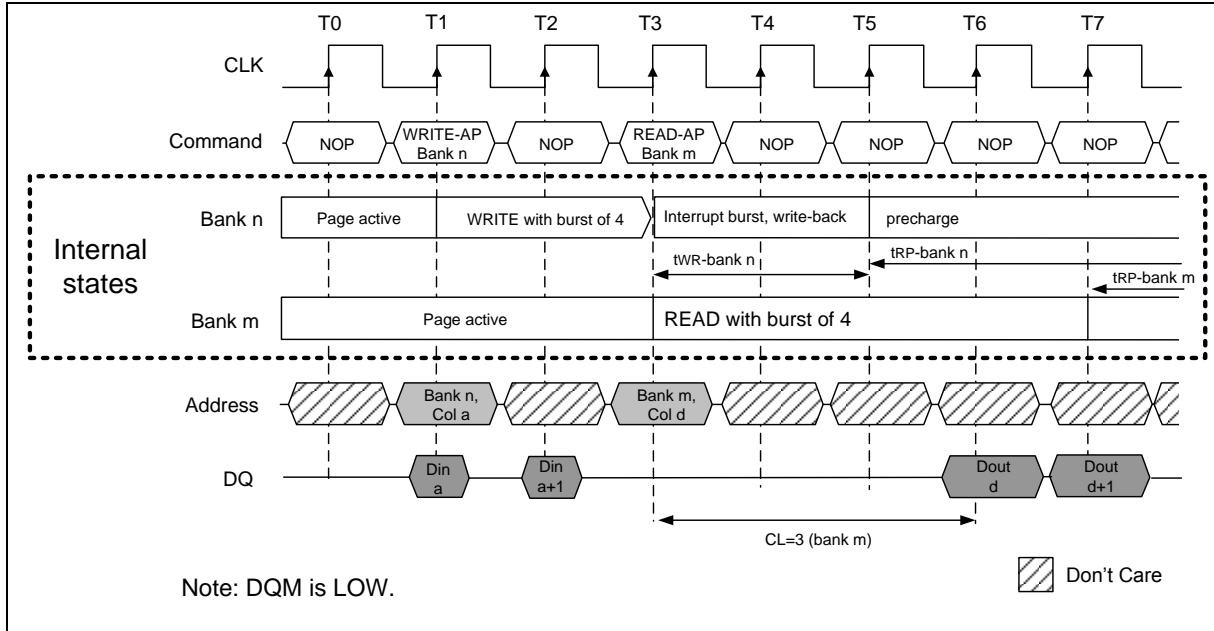 T0 T1 T2 T3 T4 T5 T6 T7
CLK
Command NOP WRITE-AP Bank n NOP READ-AP Bank m NOP NOP NOP NOP
Internal states
Bank n Page active WRITE with burst of 4 Interrupt burst, write-back precharge
tWR-bank n tRP-bank n
tRP-bank m
Bank m Page active READ with burst of 4
Address Bank n, Col a Bank m, Col d
DQ Din a Din a+1 Dout d Dout d+1
CL=3 (bank m)
Note: DQM is LOW.
Don't Care